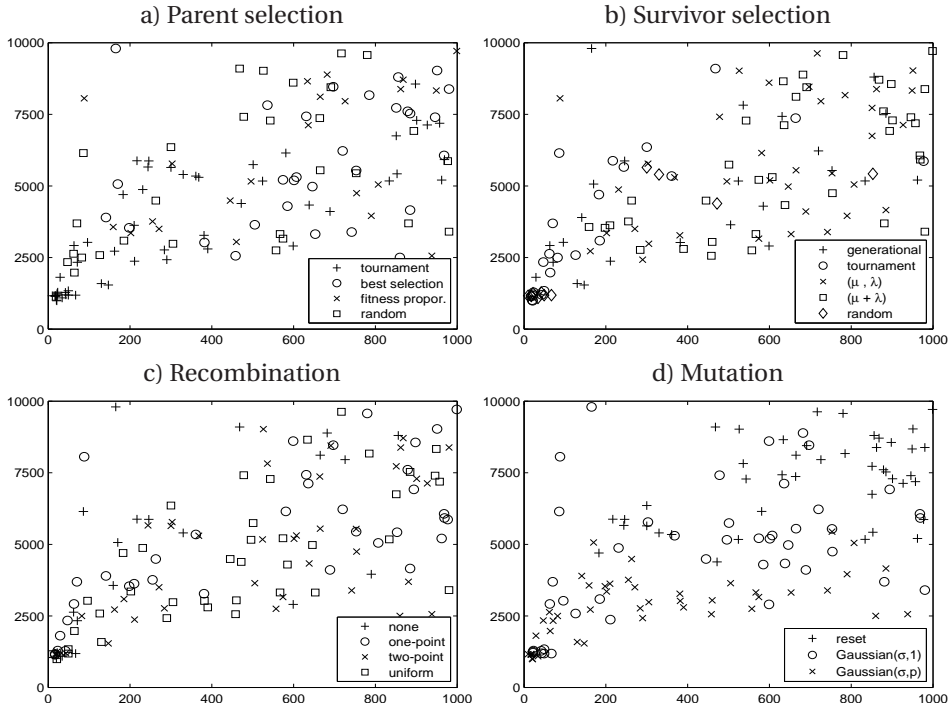 a) Parent selection
10000
7500
5000
2500
0
0
200
400
600
800
1000
tournament
best selection
fitness propor.
random
b) Survivor selection
10000
7500
5000
2500
0
0
200
400
600
800
1000
generational
tournament
(μ , λ)
(μ + λ)
random
c) Recombination
10000
7500
5000
2500
0
0
200
400
600
800
1000
none
one-point
two-point
uniform
d) Mutation
10000
7500
5000
2500
0
0
200
400
600
800
1000
reset
Gaussian(σ,1)
Gaussian(σ,p)